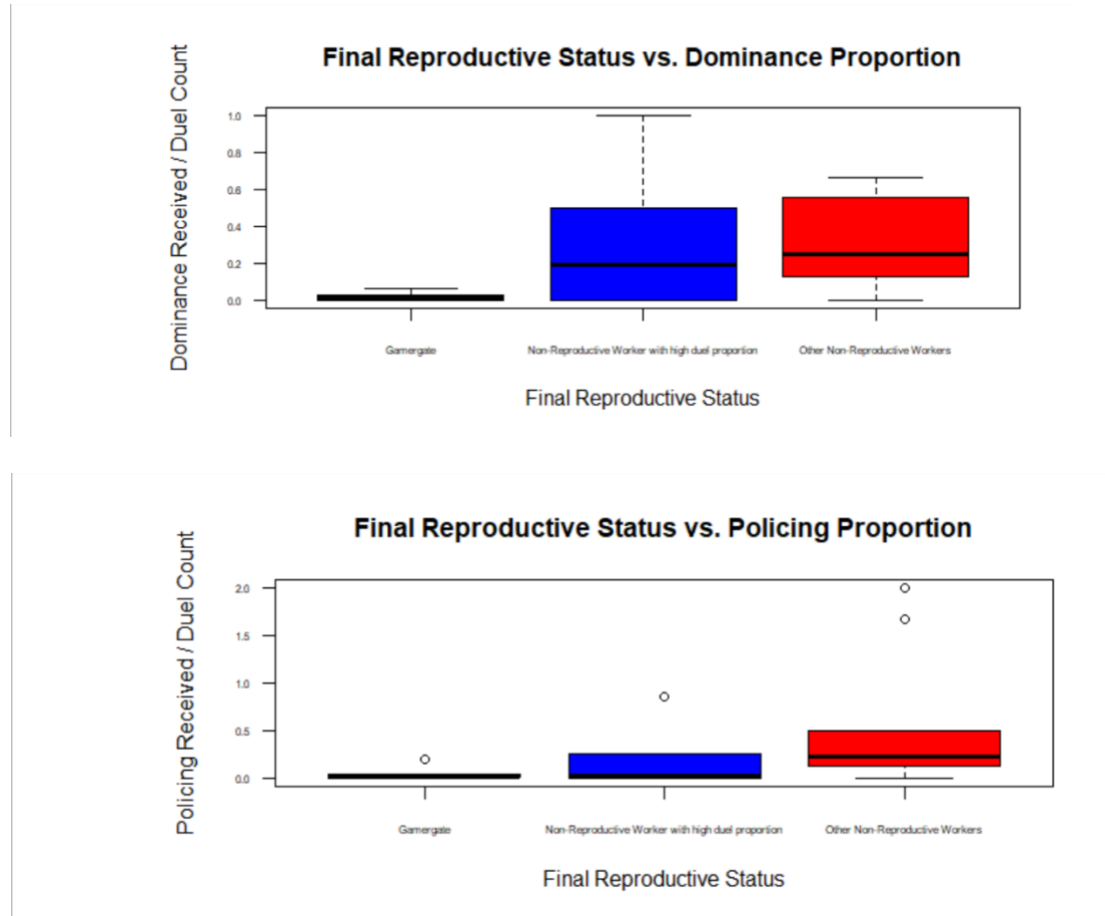 Final Reproductive Status vs. Dominance Proportion
Dominance Received / Duel Count
1.0
0.8
0.6
0.4
0.2
0.0
Gamergate
Non-Reproductive Worker with high duel proportion
Other Non-Reproductive Workers
Final Reproductive Status
Final Reproductive Status vs. Policing Proportion
Policing Received / Duel Count
2.0
1.5
1.0
0.5
0.0
Gamergate
Non-Reproductive Worker with high duel proportion
Other Non-Reproductive Workers
Final Reproductive Status